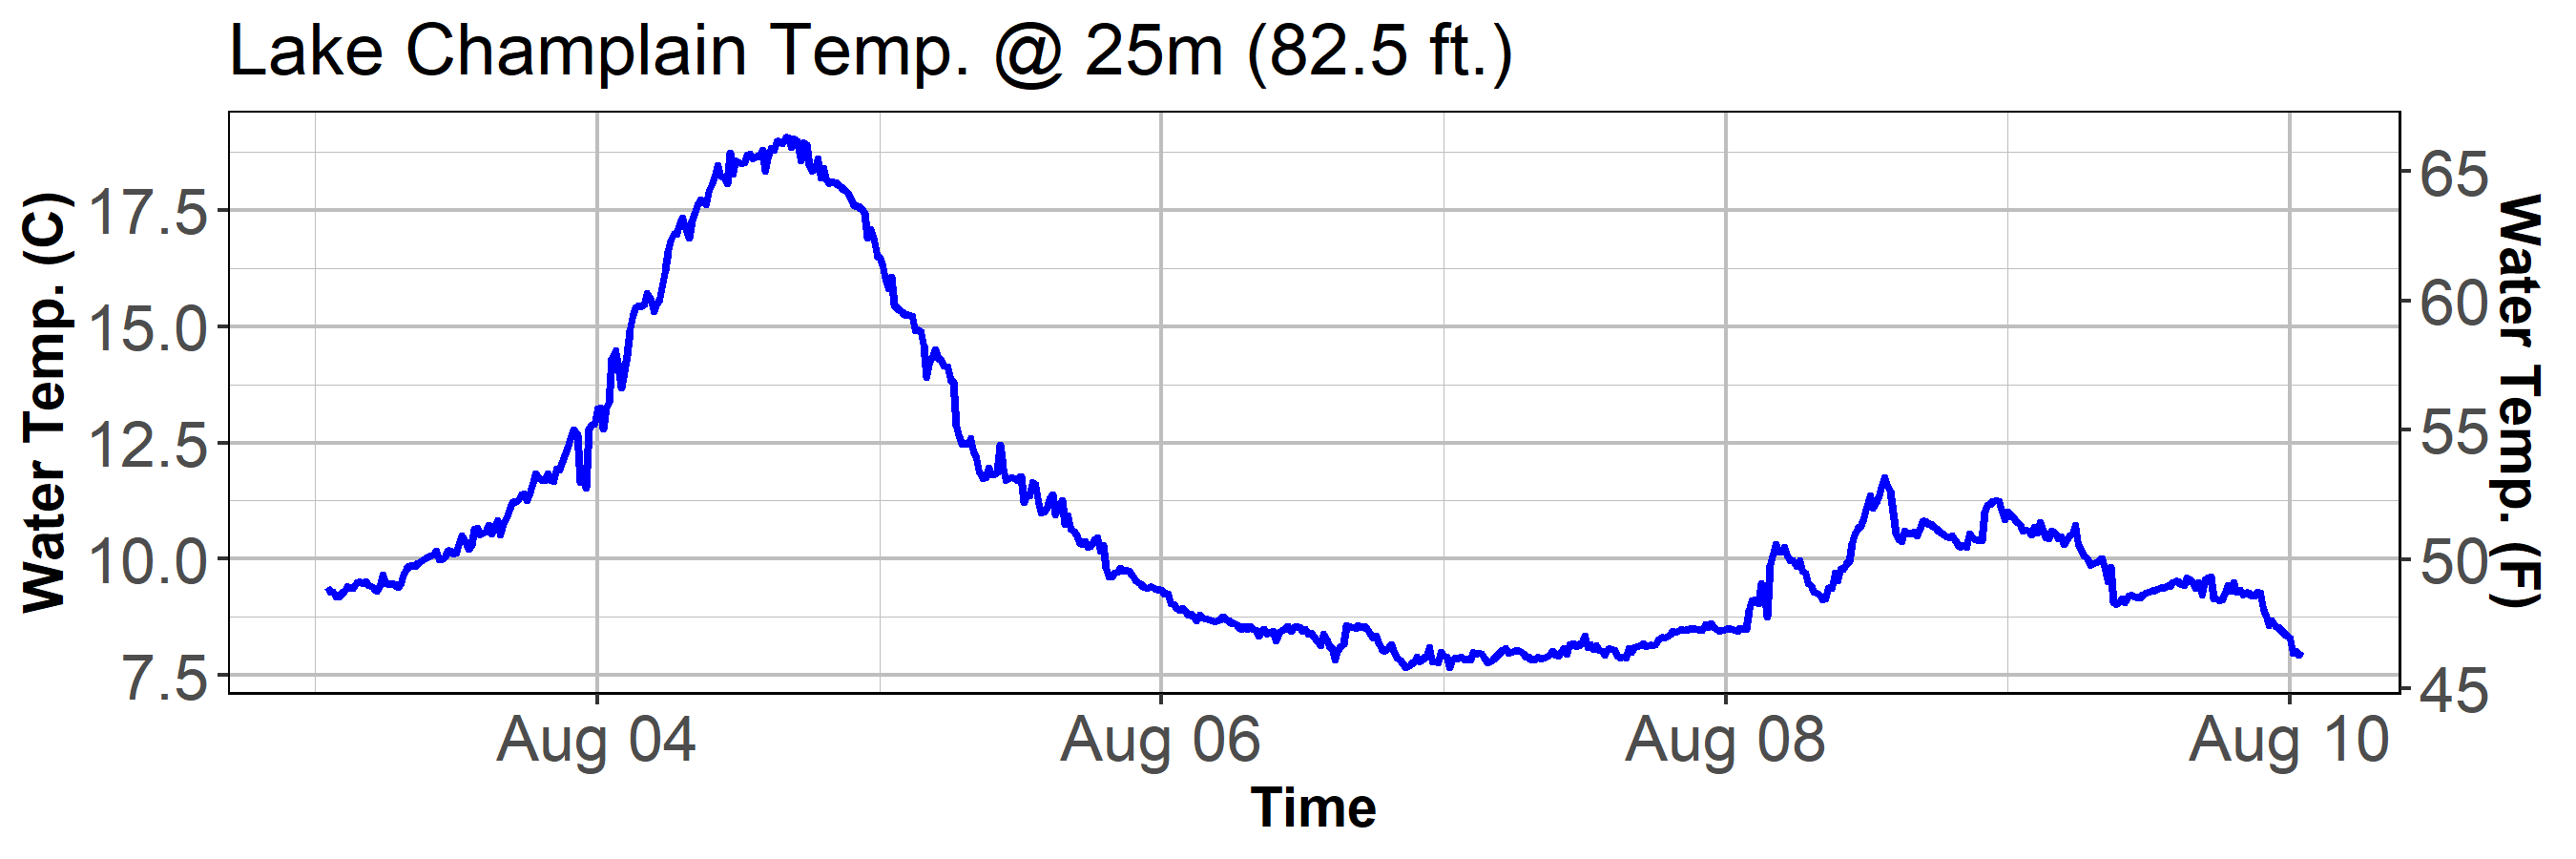 Lake Champlain Temp. @ 25m (82.5 ft.)
Water Temp. (C)
17.5
15.0
12.5
10.0
7.5
65
60
55
50
45
Water Temp. (F)
Aug 04 Aug 06 Aug 08 Aug 10
Time